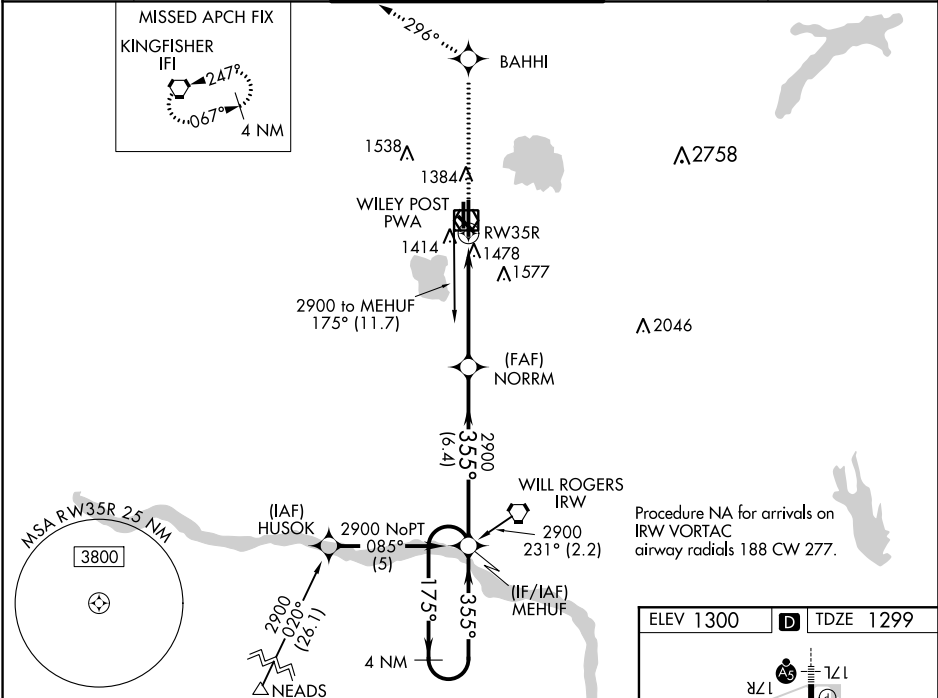 MISSED APCH FIX
KINGFISHER
IFI
247°
067°
4 NM
296°
BAHHI
1538
1384
2758
WILEY POST
PWA
RW35R
1414
1478
1577
2900 to MEHUF
175° (11.7)
2046
(FAF)
NORRM
2900
355°
(6.4)
WILL ROGERS
IRW
2900
231° (2.2)
Procedure NA for arrivals on
IRW VORTAC
airway radials 188 CW 277.
MSA RW35R 25 NM
3800
(IAF)
HUSOK
2900 NoPT
085°
(5)
(IF/IAF)
MEHUF
175°
355°
4 NM
2900
020°
(26.1)
NEADS
ELEV 1300
D
TDZE 1299
A5
17L
17R